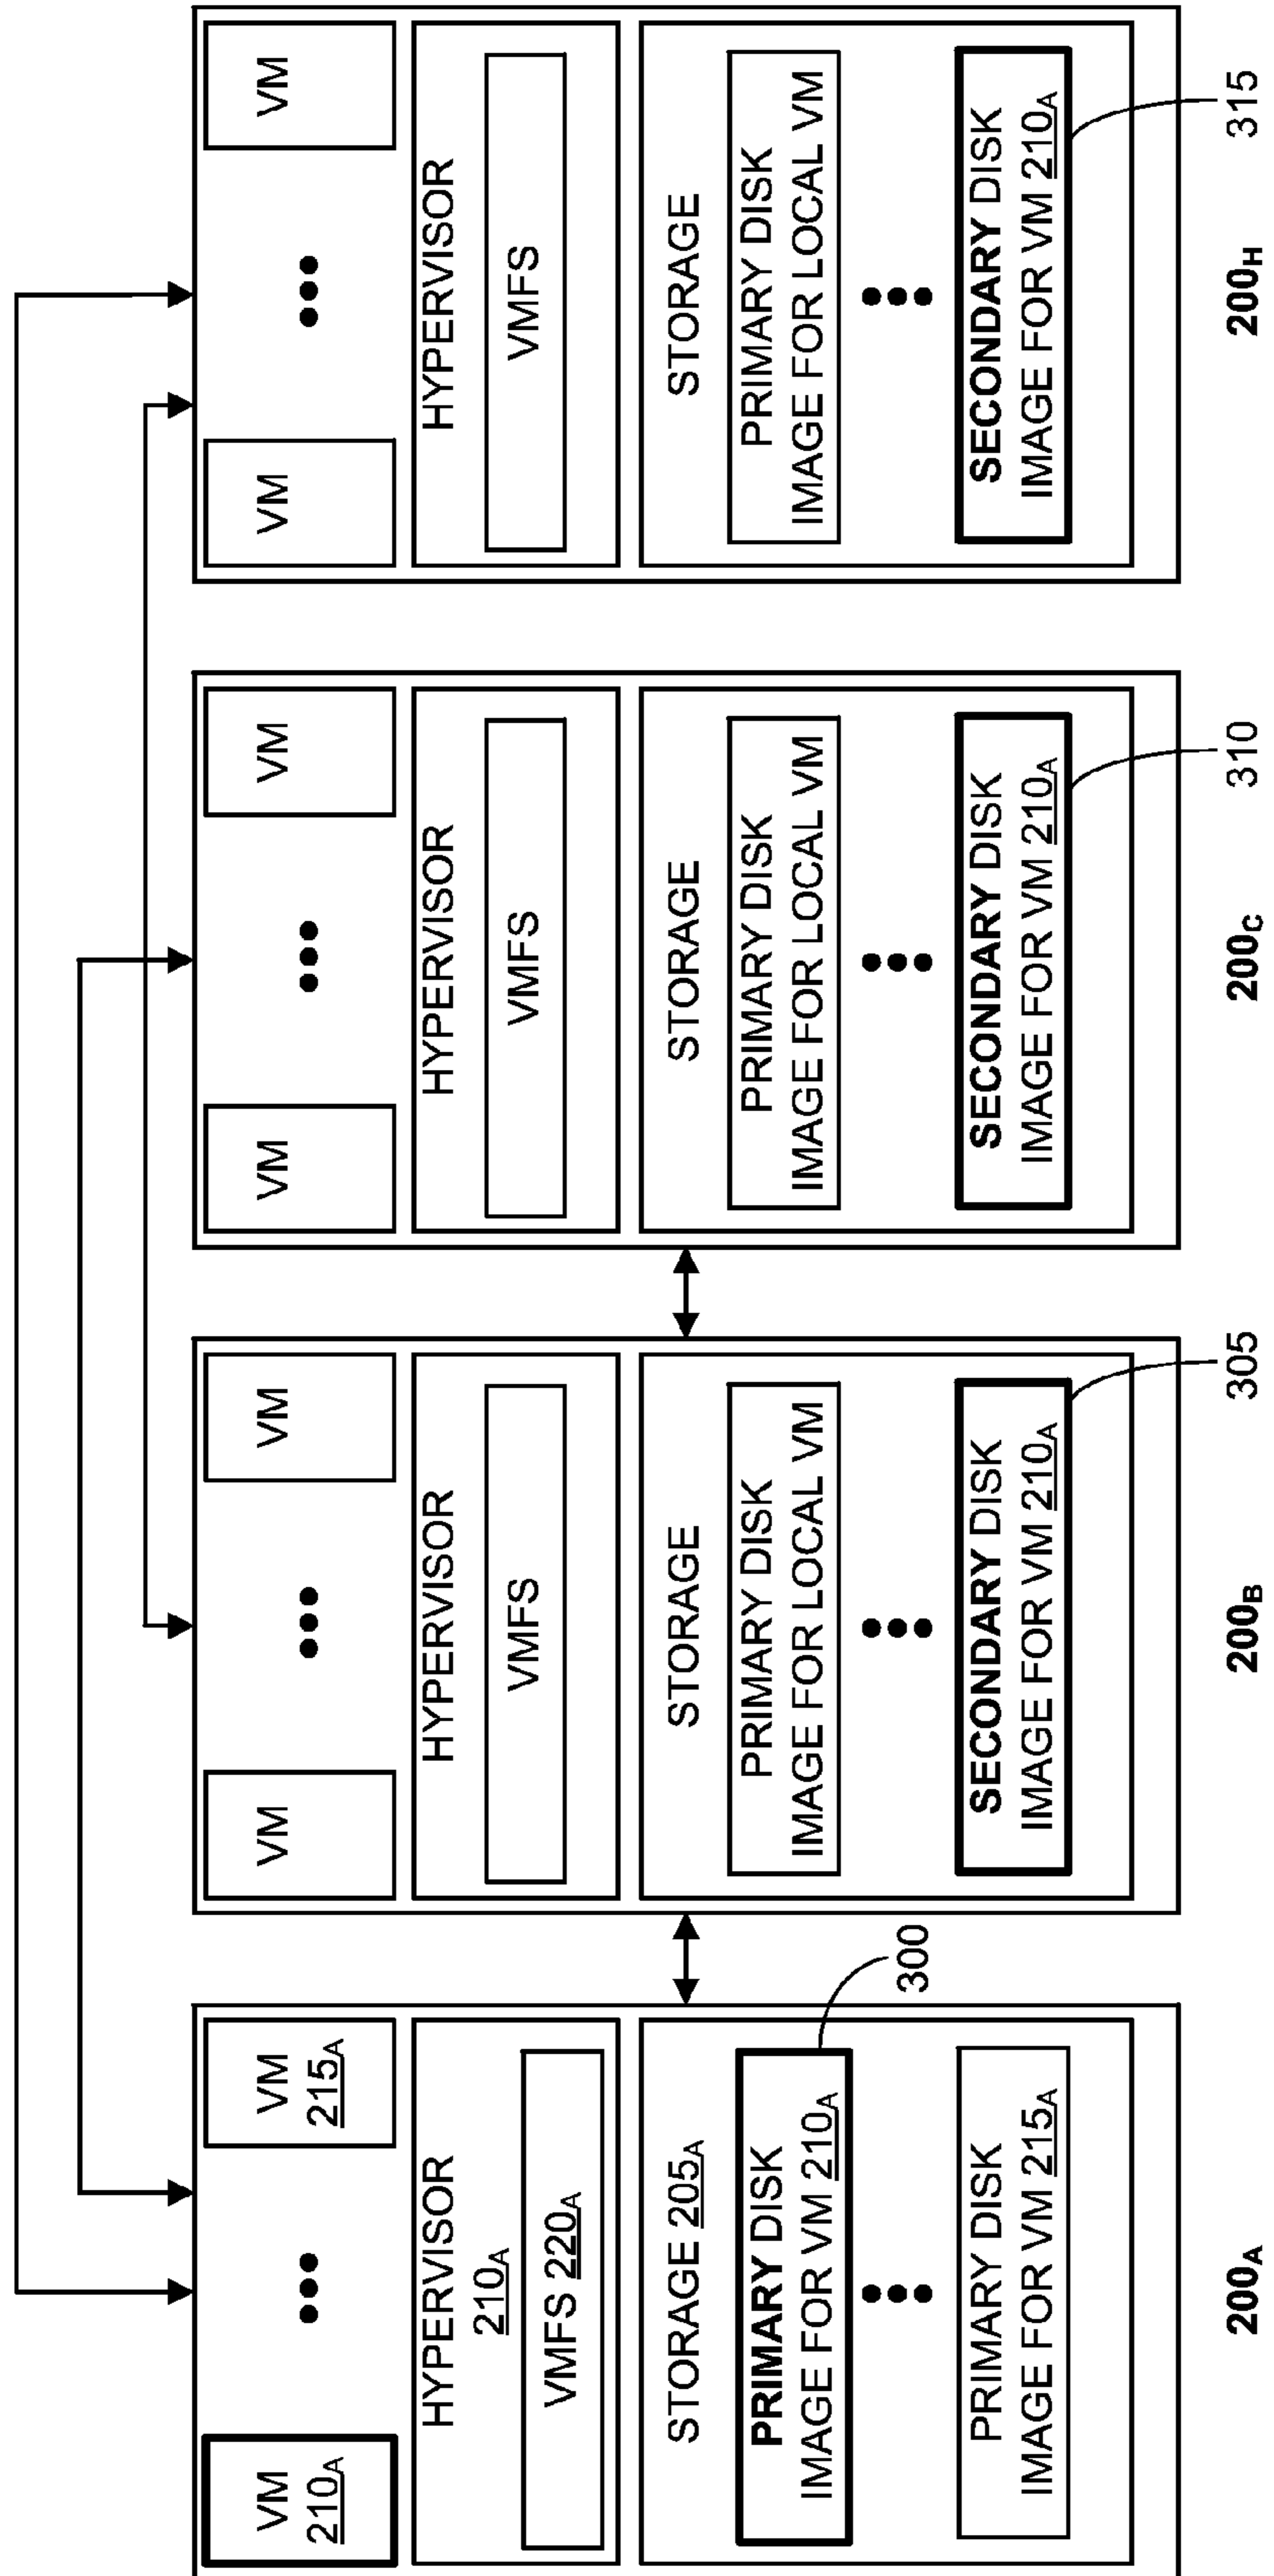 VM
210A
VM
215A
HYPERVISOR
210A
VMFS 220A
STORAGE 205A
PRIMARY DISK
IMAGE FOR VM 210A
300
PRIMARY DISK
IMAGE FOR VM 215A
200A
VM
VM
HYPERVISOR
VMFS
STORAGE
PRIMARY DISK
IMAGE FOR LOCAL VM
SECONDARY DISK
IMAGE FOR VM 210A
305
200B
VM
VM
HYPERVISOR
VMFS
STORAGE
PRIMARY DISK
IMAGE FOR LOCAL VM
SECONDARY DISK
IMAGE FOR VM 210A
310
200C
VM
VM
HYPERVISOR
VMFS
STORAGE
PRIMARY DISK
IMAGE FOR LOCAL VM
SECONDARY DISK
IMAGE FOR VM 210A
315
200H